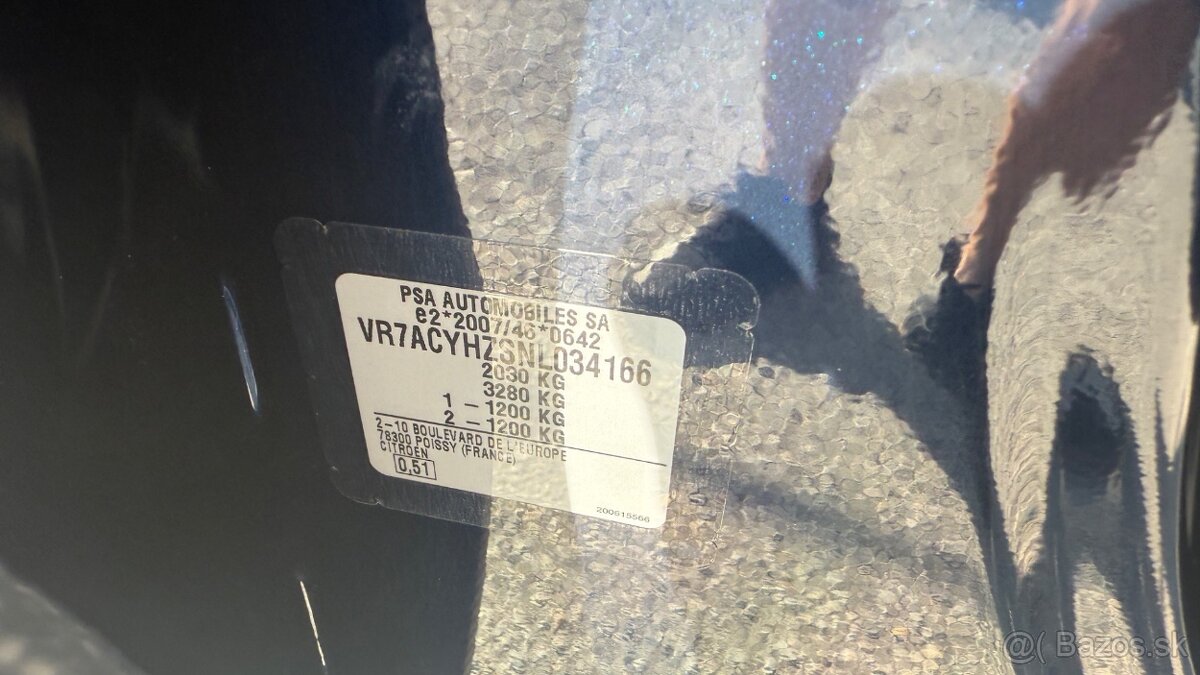 PSA AUTOMOBILES SA
e2*2007/46*0642
VR7ACYHZSNL034166
2030 KG
3280 KG
1 - 1200 KG
2 - 1200 KG
2-10 BOULEVARD DE L'EUROPE
78300 POISSY (FRANCE)
CITROEN
0,51
200615566
@( Bazos.sk